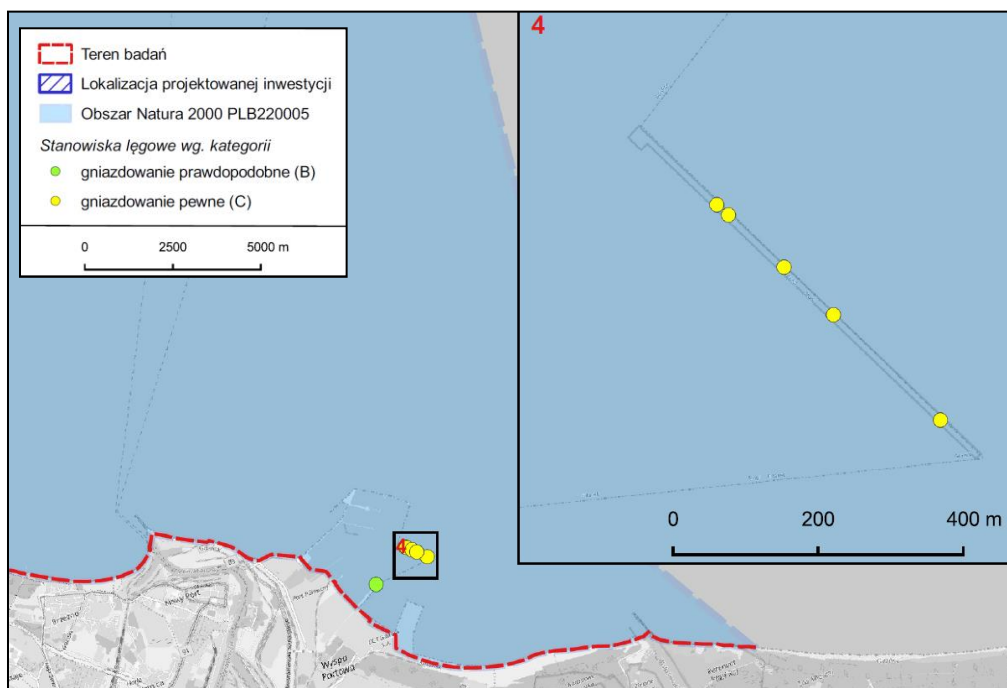 Teren badań
Lokalizacja projektowanej inwestycji
Obszar Natura 2000 PLB220005
Stanowiska lęgowe wg. kategorii
gniazdowanie prawdopodobne (B)
gniazdowanie pewne (C)
0 2500 5000 m
4
0 200 400 m
4
Nowy Port
Brzeźno
Wyspa
Portowa